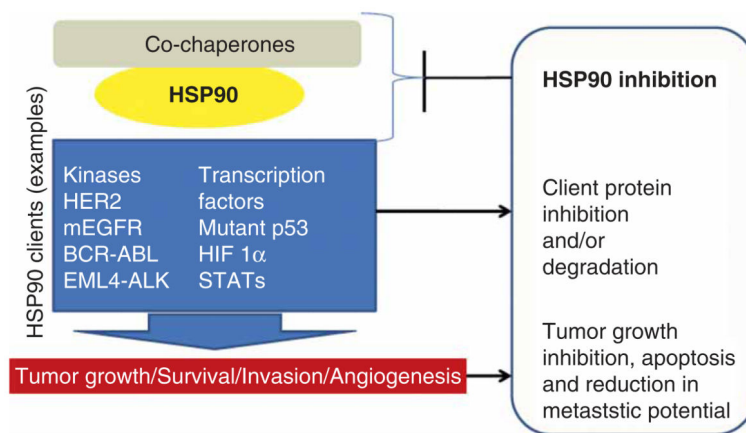 Co-chaperones
HSP90
HSP90 clients (examples)
Kinases
HER2
mEGFR
BCR-ABL
EML4-ALK
Transcription
factors
Mutant p53
HIF 1α
STATs
Tumor growth/Survival/Invasion/Angiogenesis
HSP90 inhibition
Client protein
inhibition
and/or
degradation
Tumor growth
inhibition, apoptosis
and reduction in
metaststic potential